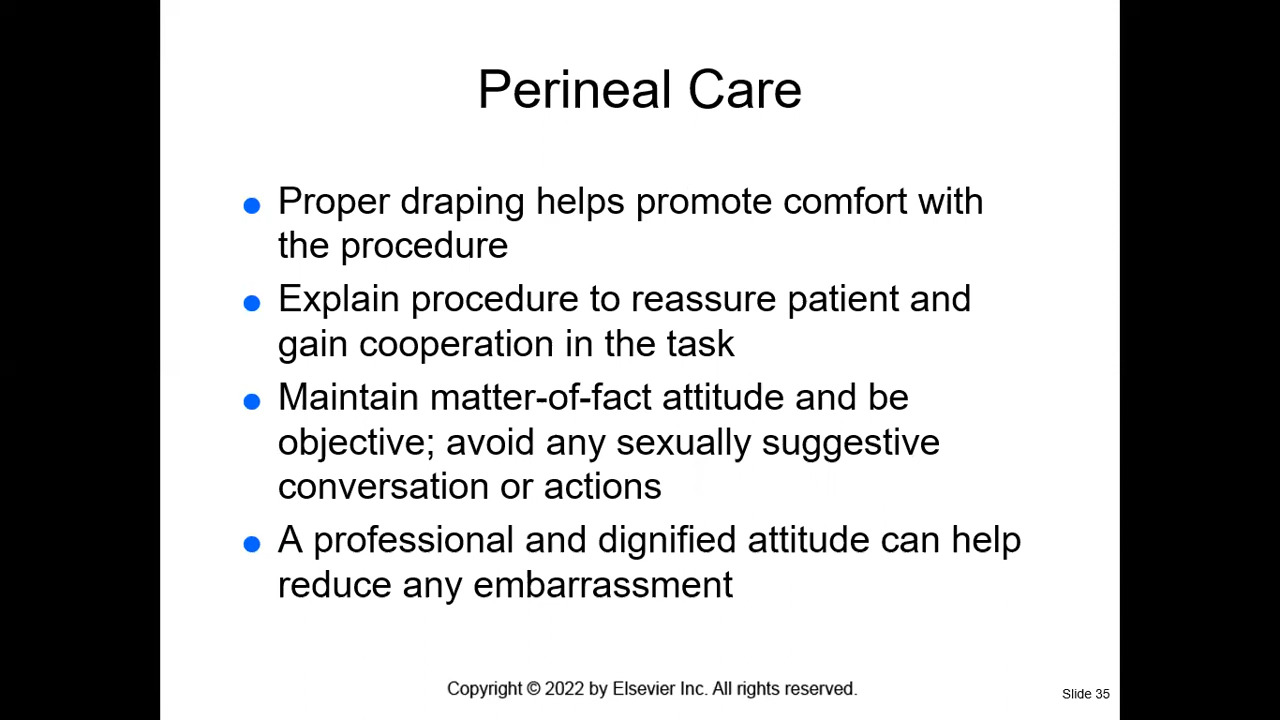 Perineal Care
● Proper draping helps promote comfort with
the procedure
● Explain procedure to reassure patient and
gain cooperation in the task
● Maintain matter-of-fact attitude and be
objective; avoid any sexually suggestive
conversation or actions
● A professional and dignified attitude can help
reduce any embarrassment
Copyright © 2022 by Elsevier Inc. All rights reserved.
Slide 35